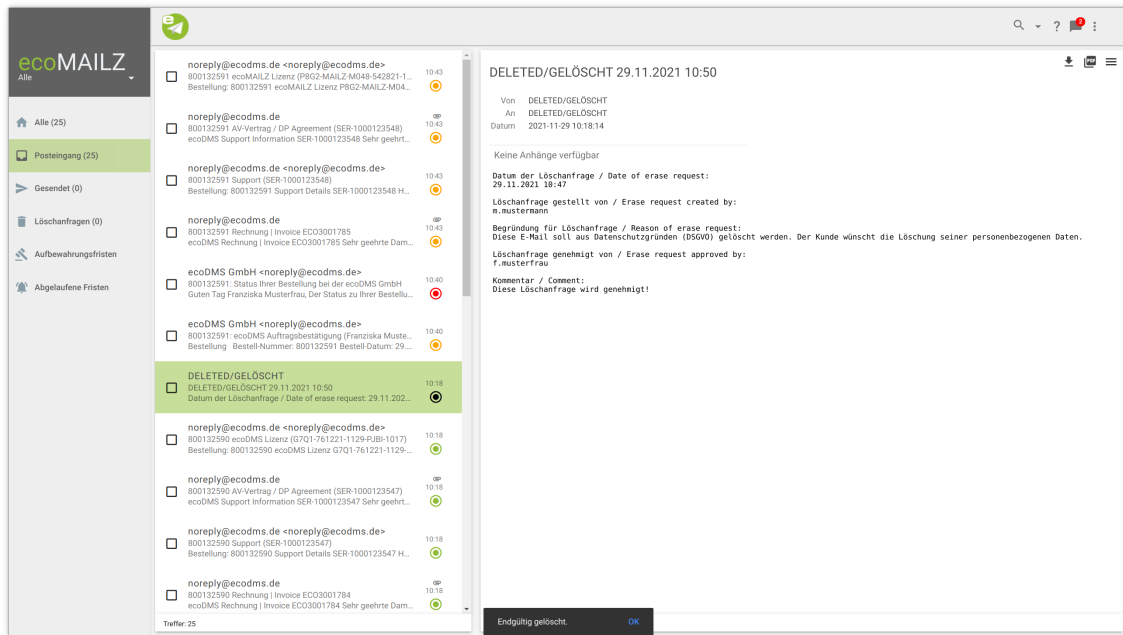 ecoMAILZ
Alle
Alle (25)
Posteingang (25)
Gesendet (0)
Löschanfragen (0)
Aufbewahrungsfristen
Abgelaufene Fristen
e
? 2
noreply@ecodms.de <noreply@ecodms.de>
800132591 ecoMAILZ Lizenz (P8G2-MAILZ-M048-542821-1... 10:43
Bestellung: 800132591 ecoMAILZ Lizenz P8G2-MAILZ-M04...
noreply@ecodms.de
800132591 AV-Vertrag / DP Agreement (SER-1000123548) 10:43
ecoDMS Support Information SER-1000123548 Sehr geehrt...
noreply@ecodms.de <noreply@ecodms.de>
800132591 Support (SER-1000123548) 10:43
Bestellung: 800132591 Support Details SER-1000123548 H...
noreply@ecodms.de
800132591 Rechnung | Invoice ECO3001785 10:43
ecoDMS Rechnung | Invoice ECO3001785 Sehr geehrte Dam...
ecoDMS GmbH <noreply@ecodms.de>
800132591: Status Ihrer Bestellung bei der ecoDMS GmbH 10:40
Guten Tag Franziska Musterfrau, Der Status zu Ihrer Bestellu...
ecoDMS GmbH <noreply@ecodms.de>
800132591: ecoDMS Auftragsbestätigung (Franziska Muste... 10:40
Bestellung Bestell-Nummer: 800132591 Bestell-Datum: 29....
DELETED/GELÖSCHT
DELETED/GELÖSCHT 29.11.2021 10:50 10:18
Datum der Löschanfrage / Date of erase request: 29.11.202...
noreply@ecodms.de <noreply@ecodms.de>
800132590 ecoDMS Lizenz (G7Q1-761221-1129-PJBI-1017) 10:18
Bestellung: 800132590 ecoDMS Lizenz G7Q1-761221-1129-...
noreply@ecodms.de
800132590 AV-Vertrag / DP Agreement (SER-1000123547) 10:18
ecoDMS Support Information SER-1000123547 Sehr geehrt...
noreply@ecodms.de <noreply@ecodms.de>
800132590 Support (SER-1000123547) 10:18
Bestellung: 800132590 Support Details SER-1000123547 H...
noreply@ecodms.de
800132590 Rechnung | Invoice ECO3001784 10:18
ecoDMS Rechnung | Invoice ECO3001784 Sehr geehrte Dam...
Treffer: 25
DELETED/GELÖSCHT 29.11.2021 10:50
PDF
Von DELETED/GELÖSCHT
An DELETED/GELÖSCHT
Datum 2021-11-29 10:18:14
Keine Anhänge verfügbar
Datum der Löschanfrage / Date of erase request:
29.11.2021 10:47
Löschanfrage gestellt von / Erase request created by:
m.mustermann
Begründung für Löschanfrage / Reason of erase request:
Diese E-Mail soll aus Datenschutzgründen (DSGVO) gelöscht werden. Der Kunde wünscht die Löschung seiner personenbezogenen Daten.
Löschanfrage genehmigt von / Erase request approved by:
f.musterfrau
Kommentar / Comment:
Diese Löschanfrage wird genehmigt!
Endgültig gelöscht. OK